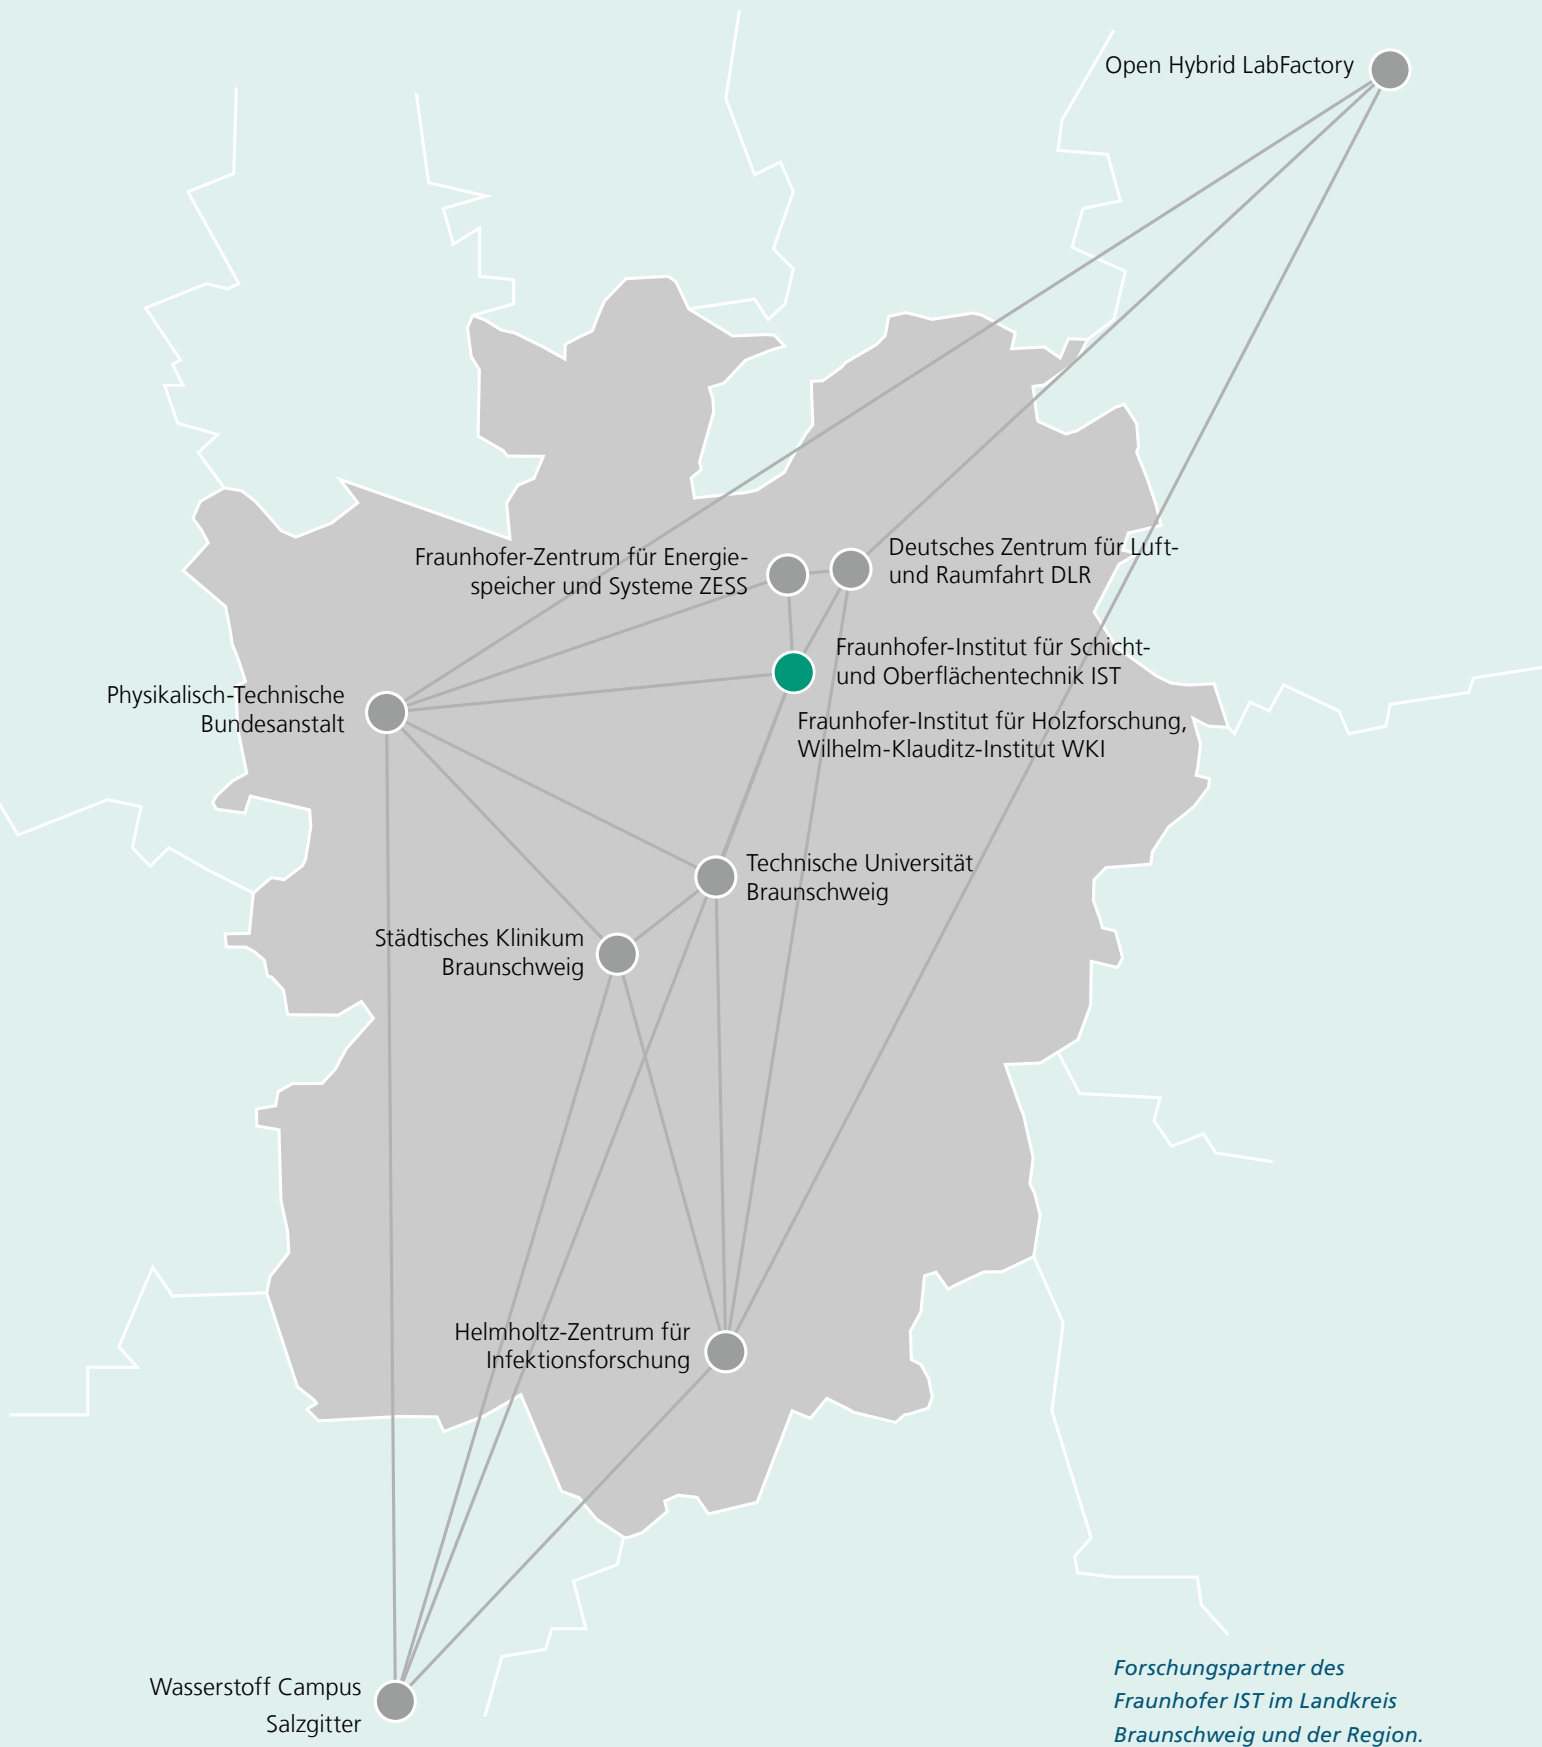 Open Hybrid LabFactory
Fraunhofer-Zentrum für Energie-
speicher und Systeme ZESS
Deutsches Zentrum für Luft-
und Raumfahrt DLR
Fraunhofer-Institut für Schicht-
und Oberflächentechnik IST
Physikalisch-Technische
Bundesanstalt
Fraunhofer-Institut für Holzforschung,
Wilhelm-Klauditz-Institut WKI
Technische Universität
Braunschweig
Städtisches Klinikum
Braunschweig
Helmholtz-Zentrum für
Infektionsforschung
Wasserstoff Campus
Salzgitter
Forschungspartner des
Fraunhofer IST im Landkreis
Braunschweig und der Region.